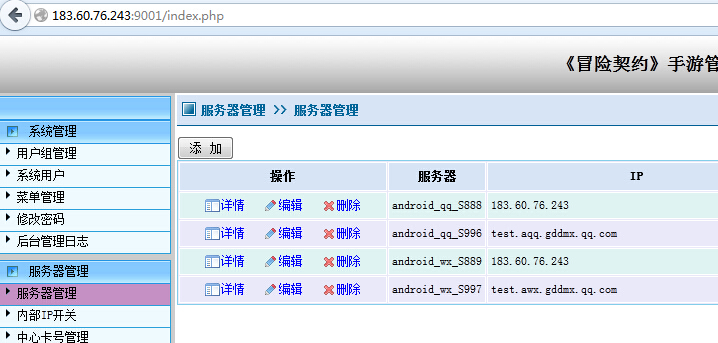 183.60.76.243:9001/index.php
《冒险契约》手游管
服务器管理 >> 服务器管理
系统管理
用户组管理
系统用户
菜单管理
修改密码
后台管理日志
服务器管理
服务器管理
内部IP开关
中心卡号管理
添 加
操作 服务器 IP
详情 编辑 删除 android_qq_S888 183.60.76.243
详情 编辑 删除 android_qq_S996 test.aqq.gddmx.qq.com
详情 编辑 删除 android_wx_S889 183.60.76.243
详情 编辑 删除 android_wx_S997 test.awx.gddmx.qq.com